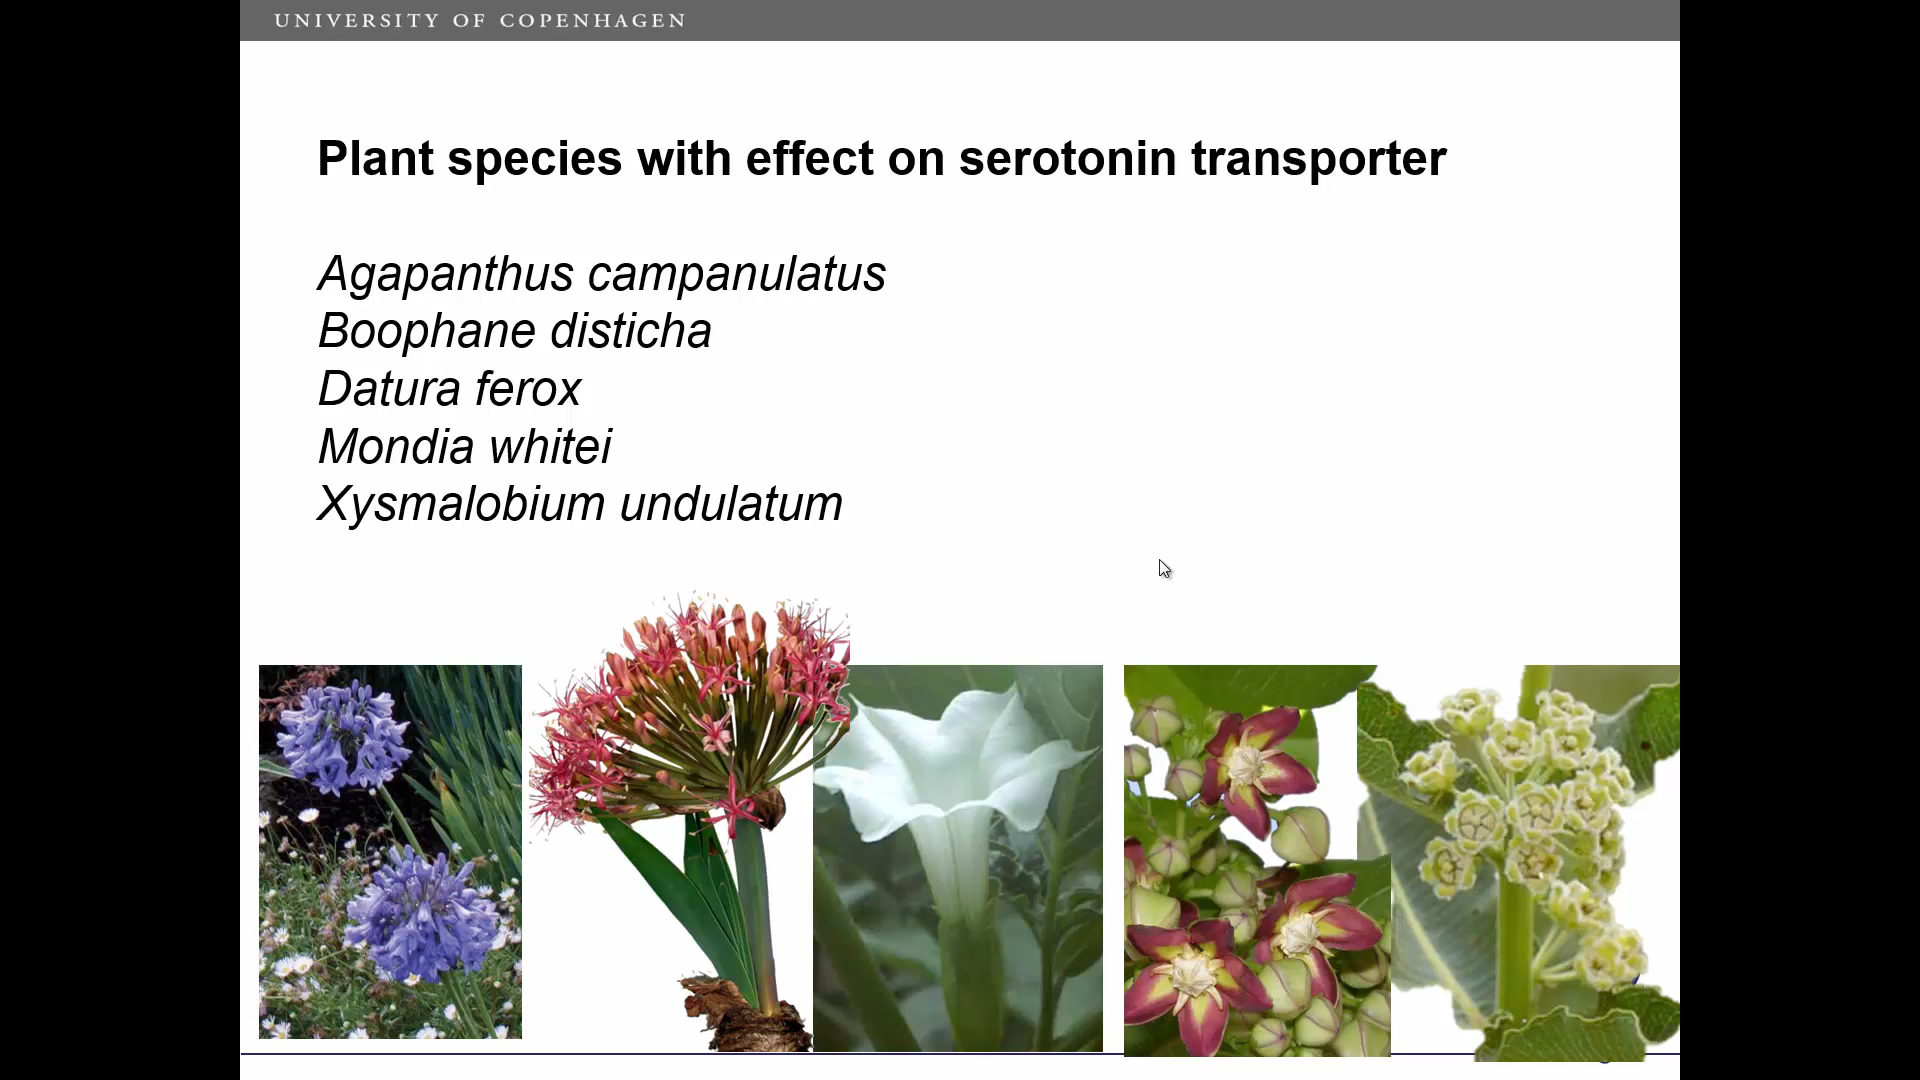 UNIVERSITY OF COPENHAGEN
Plant species with effect on serotonin transporter
Agapanthus campanulatus
Boophane disticha
Datura ferox
Mondia whitei
Xysmalobium undulatum